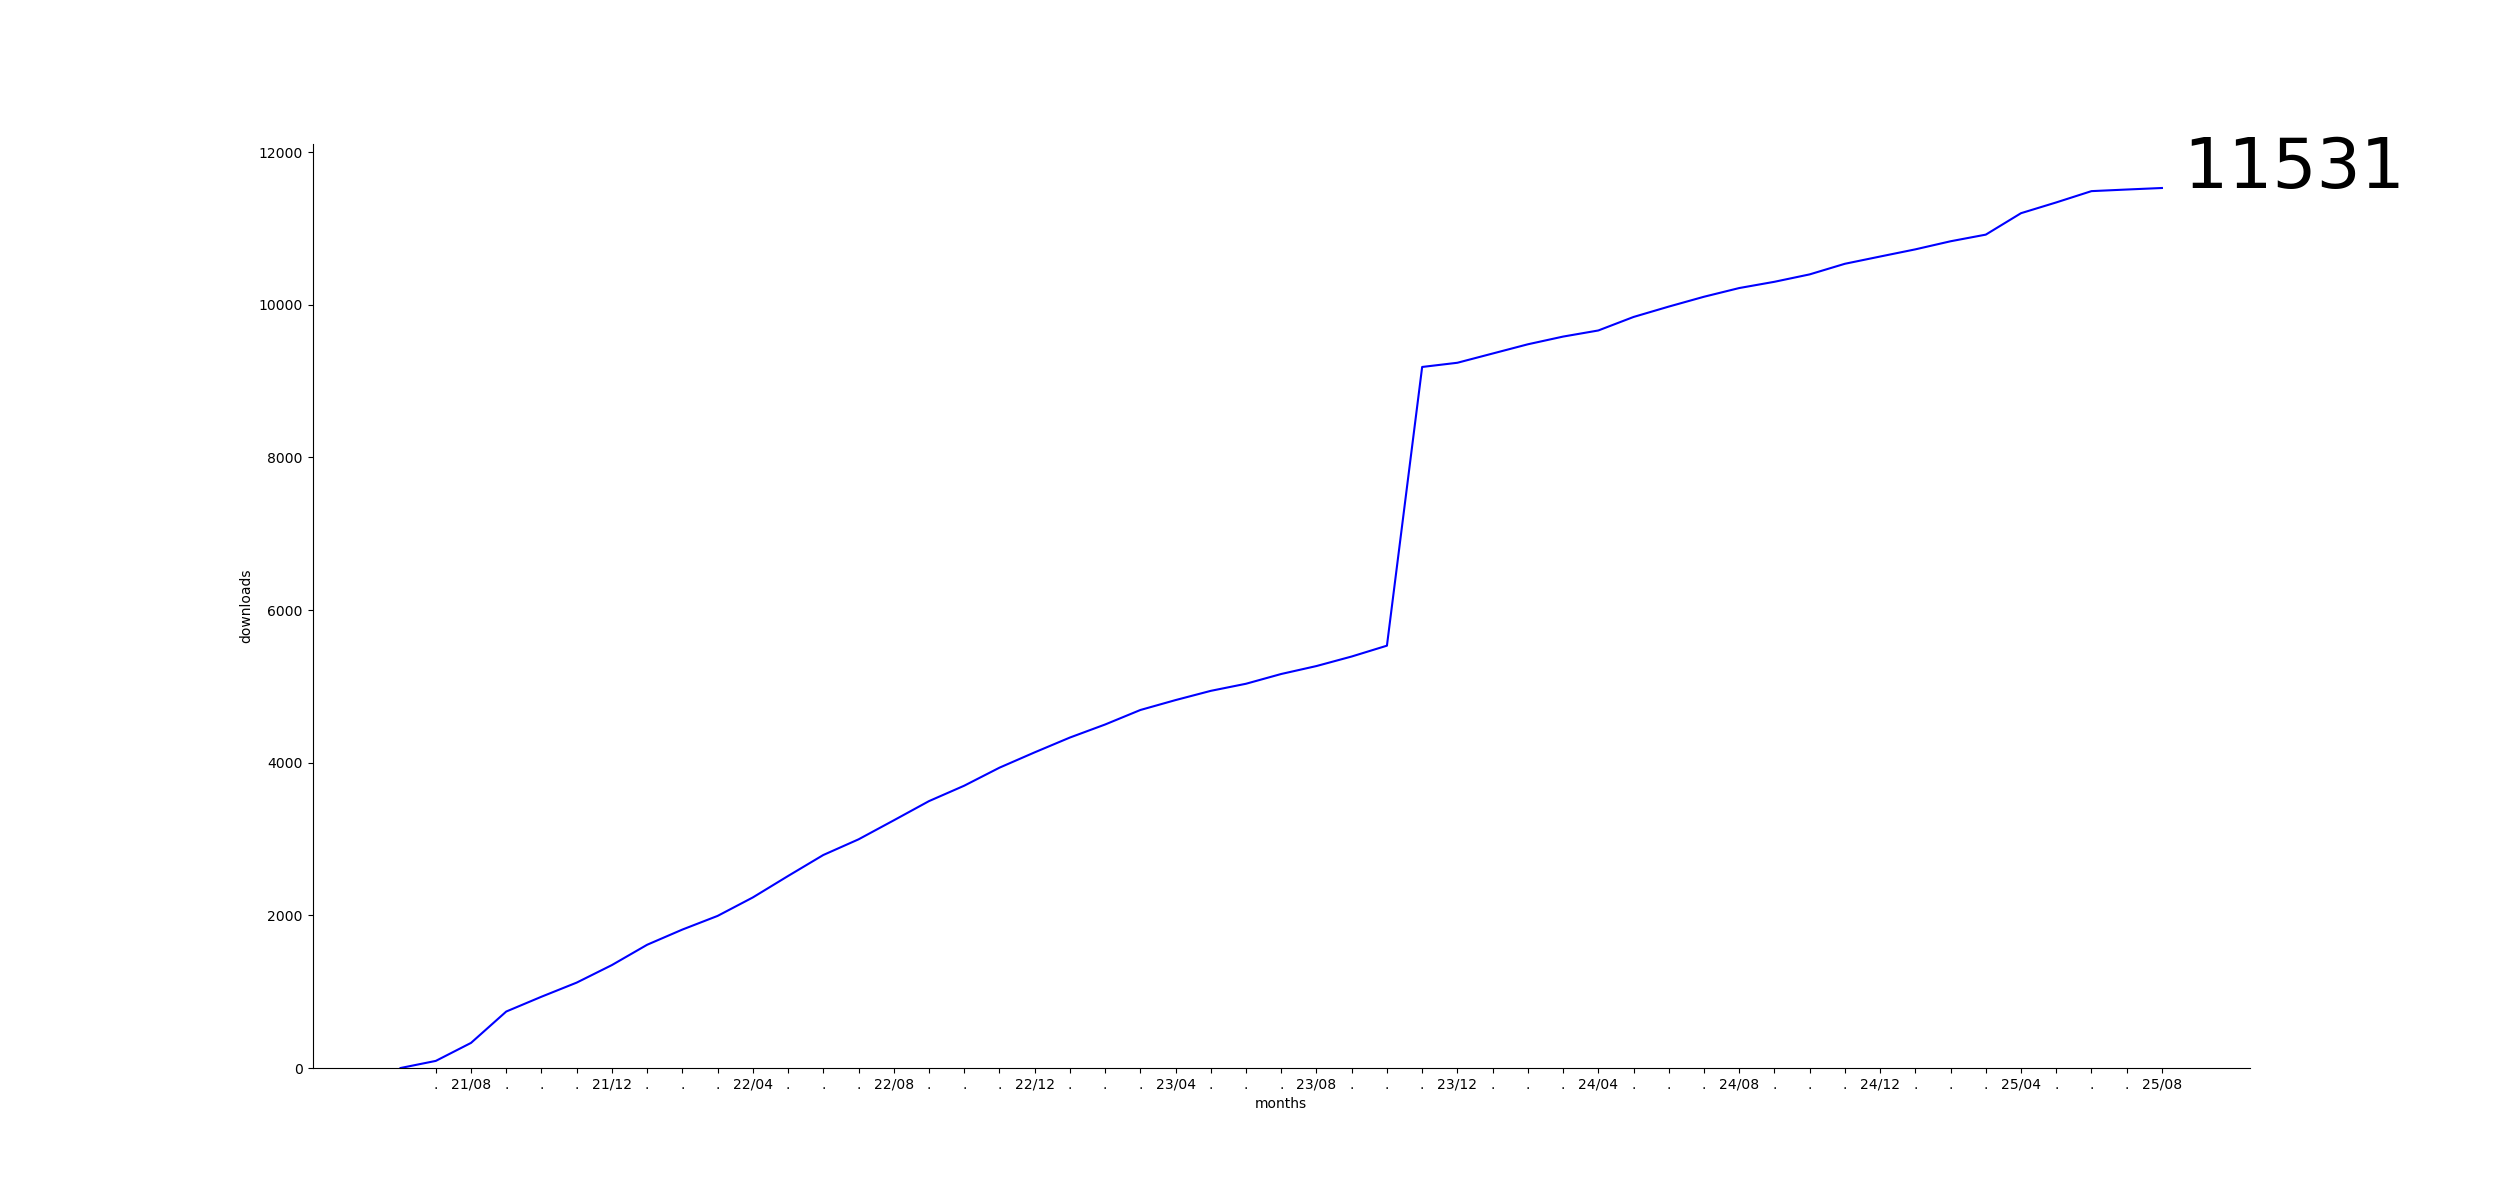 11531
12000
10000
8000
6000
4000
2000
0
downloads
. 21/08 . . . 21/12 . . . 22/04 . . . 22/08 . . . 22/12 . . . 23/04 . . . 23/08 . . . 23/12 . . . 24/04 . . . 24/08 . . . 24/12 . . . 25/04 . . . 25/08
months